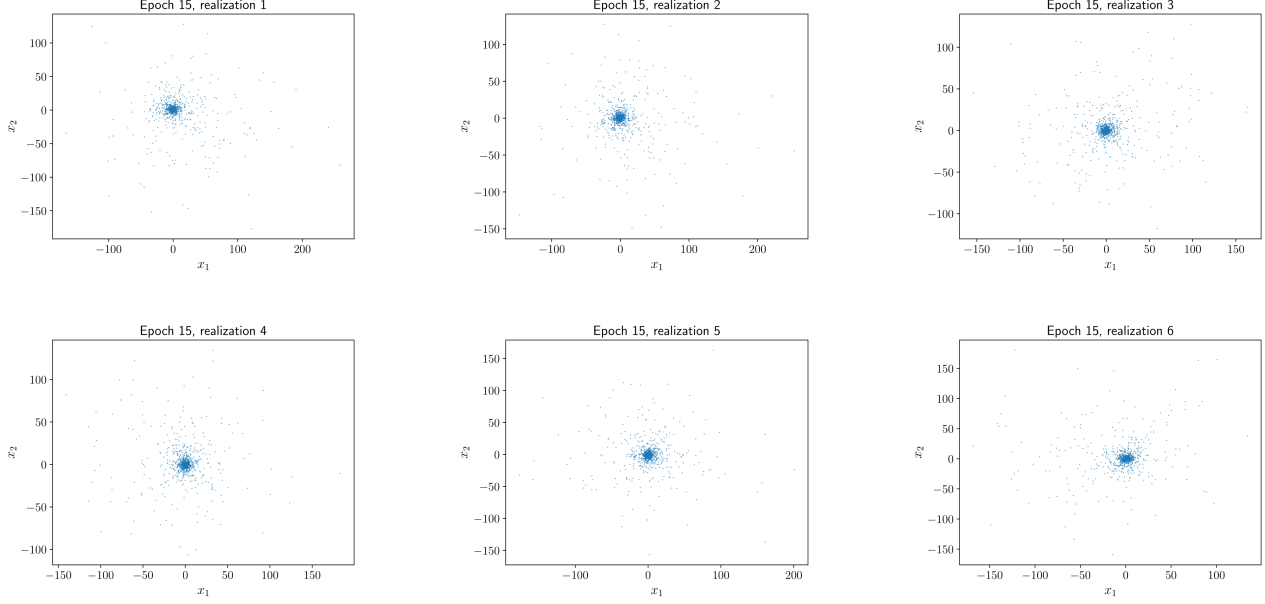 Epoch 15, realization 1
100
50
0
−50
−100
−150
x2
−100 0 100 200
x1
Epoch 15, realization 2
100
50
0
−50
−100
−150
x2
−100 0 100 200
x1
Epoch 15, realization 3
100
50
0
−50
−100
x2
−150 −100 −50 0 50 100 150
x1
Epoch 15, realization 4
100
50
0
−50
−100
x2
−150 −100 −50 0 50 100 150
x1
Epoch 15, realization 5
150
100
50
0
−50
−100
−150
x2
−100 0 100 200
x1
Epoch 15, realization 6
150
100
50
0
−50
−100
−150
x2
−150 −100 −50 0 50 100
x1